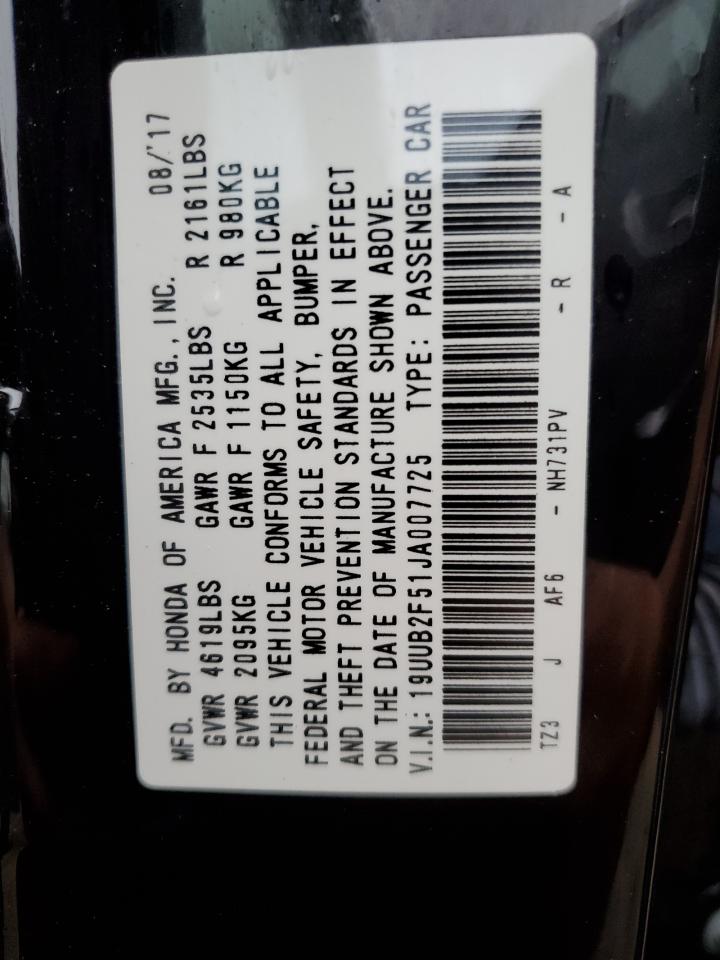 MFD. BY HONDA OF AMERICA MFG., INC. 08/'17
GVWR 4619LBS GAWR F 2535LBS R 2161LBS
GVWR 2095KG GAWR F 1150KG R 980KG
THIS VEHICLE CONFORMS TO ALL APPLICABLE
FEDERAL MOTOR VEHICLE SAFETY, BUMPER,
AND THEFT PREVENTION STANDARDS IN EFFECT
ON THE DATE OF MANUFACTURE SHOWN ABOVE.
V.I.N.: 19UUB2F51JA007725 TYPE: PASSENGER CAR
TZ3 J AF6 - NH731PV - R - A